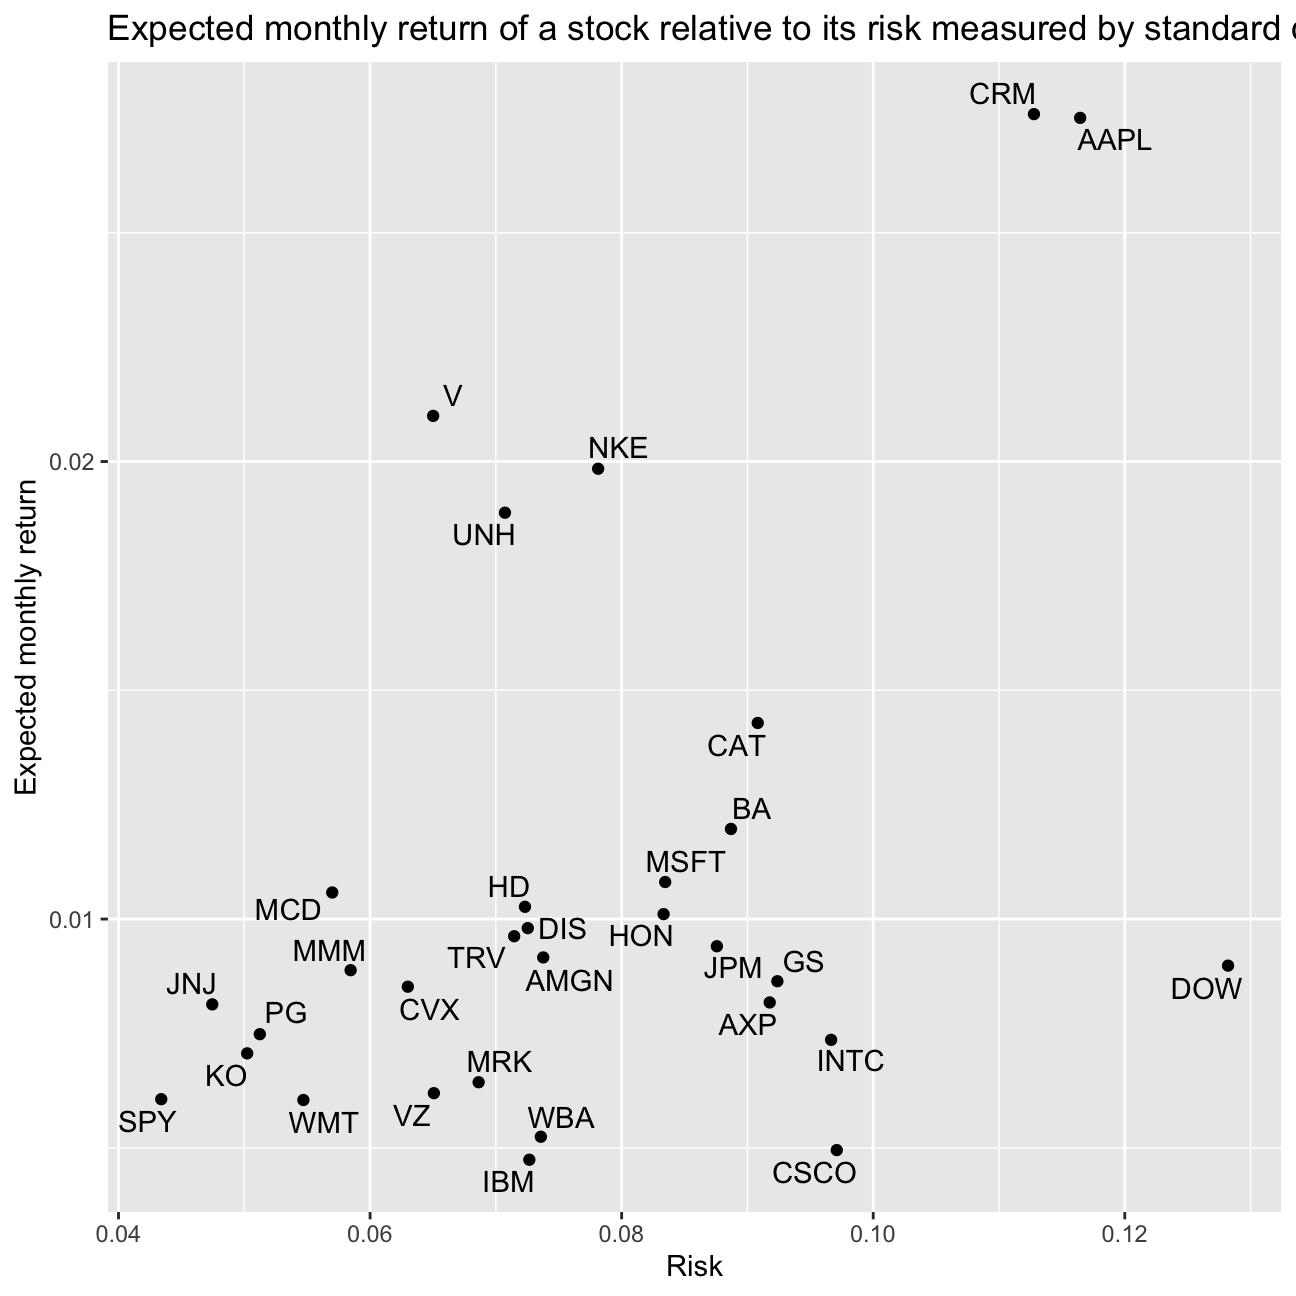 Expected monthly return of a stock relative to its risk measured by standard
CRM
AAPL
V
NKE
0.02
UNH
Expected monthly return
CAT
BA
MSFT
HD
MCD
0.01
DIS
HON
TRV
MMM
GS
JPM
AMGN
JNJ
DOW
CVX
PG
AXP
MRK
INTC
KO
VZ
WBA
SPY
WMT
CSCO
IBM
0.04 0.06 0.08 0.10 0.12
Risk